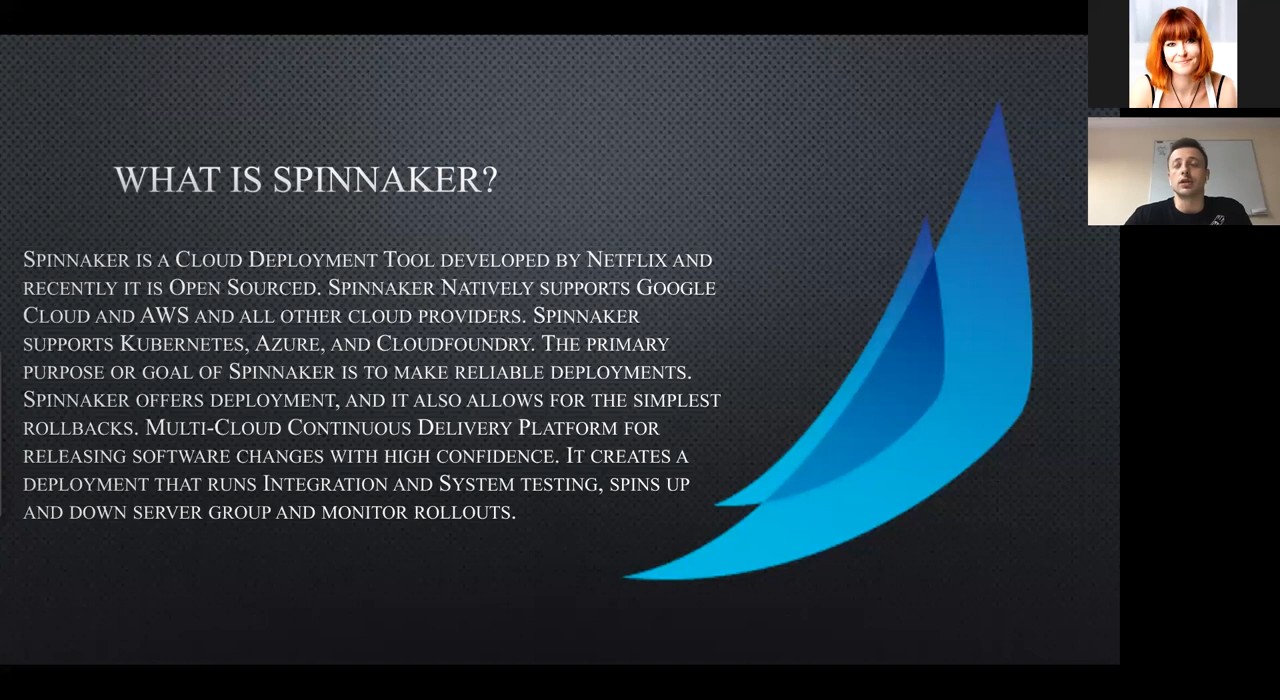 WHAT IS SPINNAKER?
SPINNAKER IS A CLOUD DEPLOYMENT TOOL DEVELOPED BY NETFLIX AND
RECENTLY IT IS OPEN SOURCED. SPINNAKER NATIVELY SUPPORTS GOOGLE
CLOUD AND AWS AND ALL OTHER CLOUD PROVIDERS. SPINNAKER
SUPPORTS KUBERNETES, AZURE, AND CLOUDFOUNDRY. THE PRIMARY
PURPOSE OR GOAL OF SPINNAKER IS TO MAKE RELIABLE DEPLOYMENTS.
SPINNAKER OFFERS DEPLOYMENT, AND IT ALSO ALLOWS FOR THE SIMPLEST
ROLLBACKS. MULTI-CLOUD CONTINUOUS DELIVERY PLATFORM FOR
RELEASING SOFTWARE CHANGES WITH HIGH CONFIDENCE. IT CREATES A
DEPLOYMENT THAT RUNS INTEGRATION AND SYSTEM TESTING, SPINS UP
AND DOWN SERVER GROUP AND MONITOR ROLLOUTS.